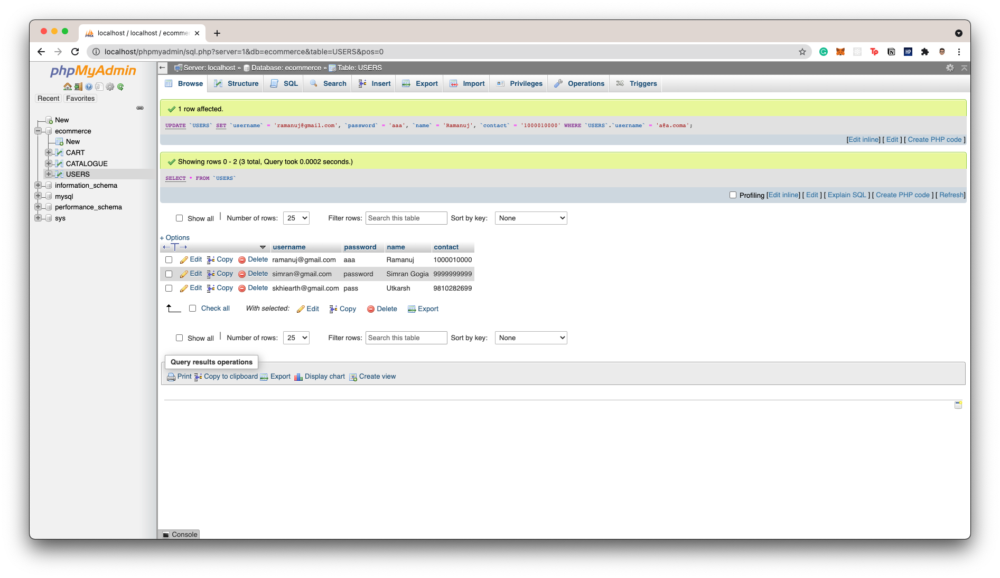 localhost / localhost / ecomme
localhost/phpmyadmin/sql.php?server=1&db=ecommerce&table=USERS&pos=0
Tp
N
HP
phpMyAdmin
Recent Favorites
New
ecommerce
New
CART
CATALOGUE
USERS
information_schema
mysql
performance_schema
sys
Server: localhost » Database: ecommerce » Table: USERS
Browse Structure SQL Search Insert Export Import Privileges Operations Triggers
1 row affected.
UPDATE `USERS` SET `username` = 'ramanuj@gmail.com', `password` = 'aaa', `name` = 'Ramanuj', `contact` = '1000010000' WHERE `USERS`.`username` = 'a@a.coma';
[Edit inline] [ Edit ] [ Create PHP code ]
Showing rows 0 - 2 (3 total, Query took 0.0002 seconds.)
SELECT * FROM `USERS`
Profiling [Edit inline] [ Edit ] [ Explain SQL ] [ Create PHP code ] [ Refresh]
Show all | Number of rows: 25 Filter rows: Search this table Sort by key: None
+ Options
←T→ username password name contact
Edit Copy Delete ramanuj@gmail.com aaa Ramanuj 1000010000
Edit Copy Delete simran@gmail.com password Simran Gogia 9999999999
Edit Copy Delete skhiearth@gmail.com pass Utkarsh 9810282699
Check all With selected: Edit Copy Delete Export
Show all | Number of rows: 25 Filter rows: Search this table Sort by key: None
Query results operations
Print Copy to clipboard Export Display chart Create view
Console